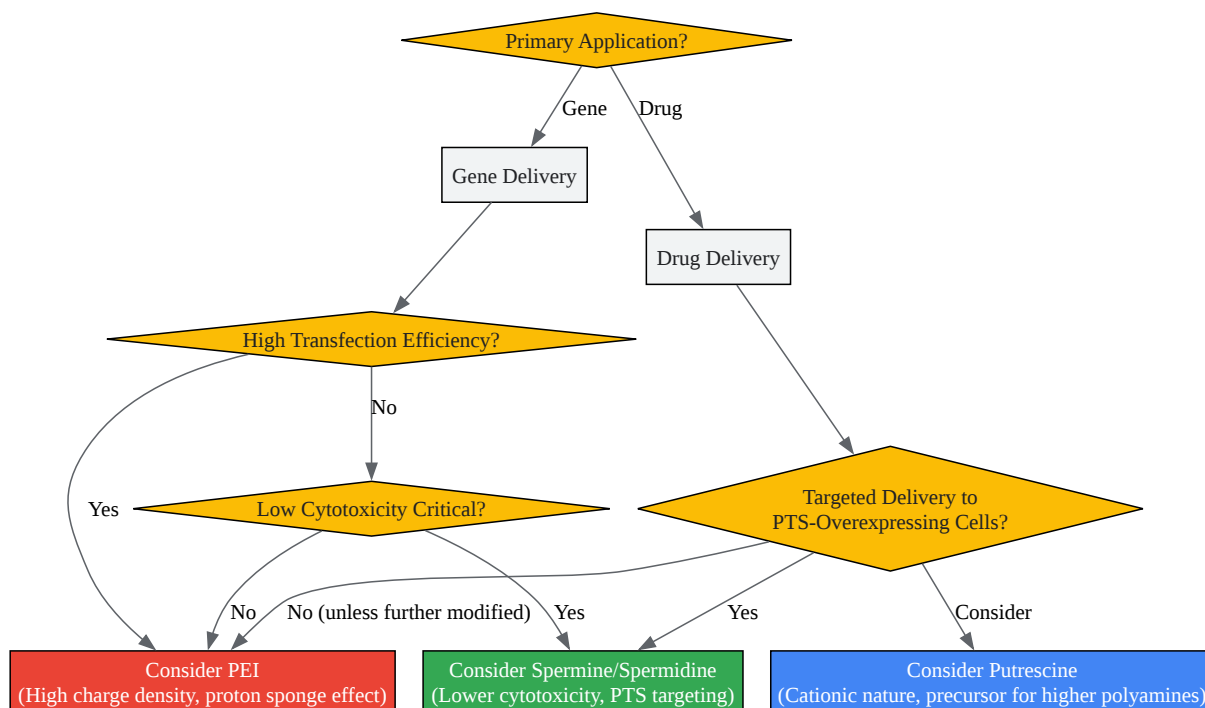 Primary Application?
Gene
Drug
Gene Delivery
Drug Delivery
High Transfection Efficiency?
No
Yes
Low Cytotoxicity Critical?
Targeted Delivery to
PTS-Overexpressing Cells?
No
No (unless further modified)
Yes
Yes
Consider
Consider PEI
(High charge density, proton sponge effect)
Consider Spermine/Spermidine
(Lower cytotoxicity, PTS targeting)
Consider Putrescine
(Cationic nature, precursor for higher polyamines)